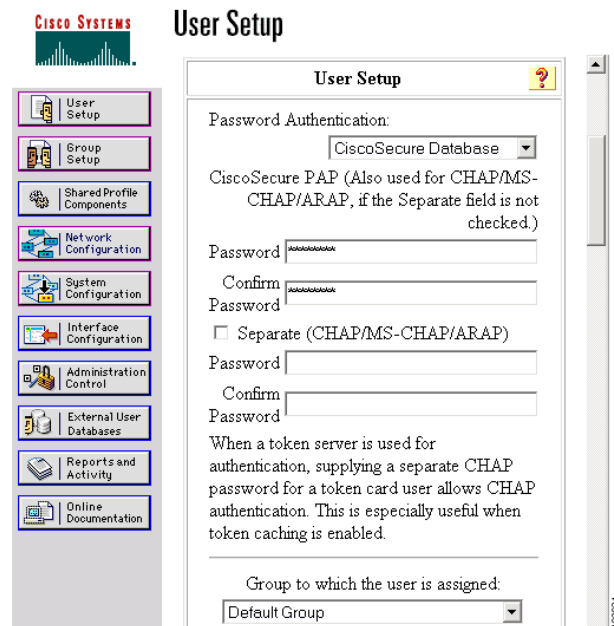 CISCO SYSTEMS
User Setup
User
Setup
Group
Setup
Shared Profile
Components
Network
Configuration
System
Configuration
Interface
Configuration
Administration
Control
External User
Databases
Reports and
Activity
Online
Documentation
User Setup
?
Password Authentication:
CiscoSecure Database
CiscoSecure PAP (Also used for CHAP/MS-
CHAP/ARAP, if the Separate field is not
checked.)
Password *********
Confirm
Password *********
Separate (CHAP/MS-CHAP/ARAP)
Password
Confirm
Password
When a token server is used for
authentication, supplying a separate CHAP
password for a token card user allows CHAP
authentication. This is especially useful when
token caching is enabled.
Group to which the user is assigned:
Default Group